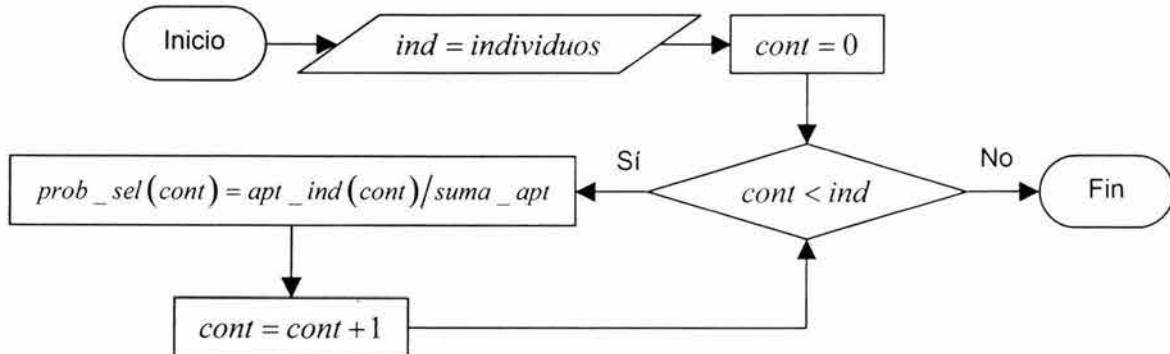 Inicio
ind = individuos
cont = 0
Sí
No
prob_sel(cont) = apt_ind(cont)/suma_apt
cont < ind
Fin
cont = cont + 1